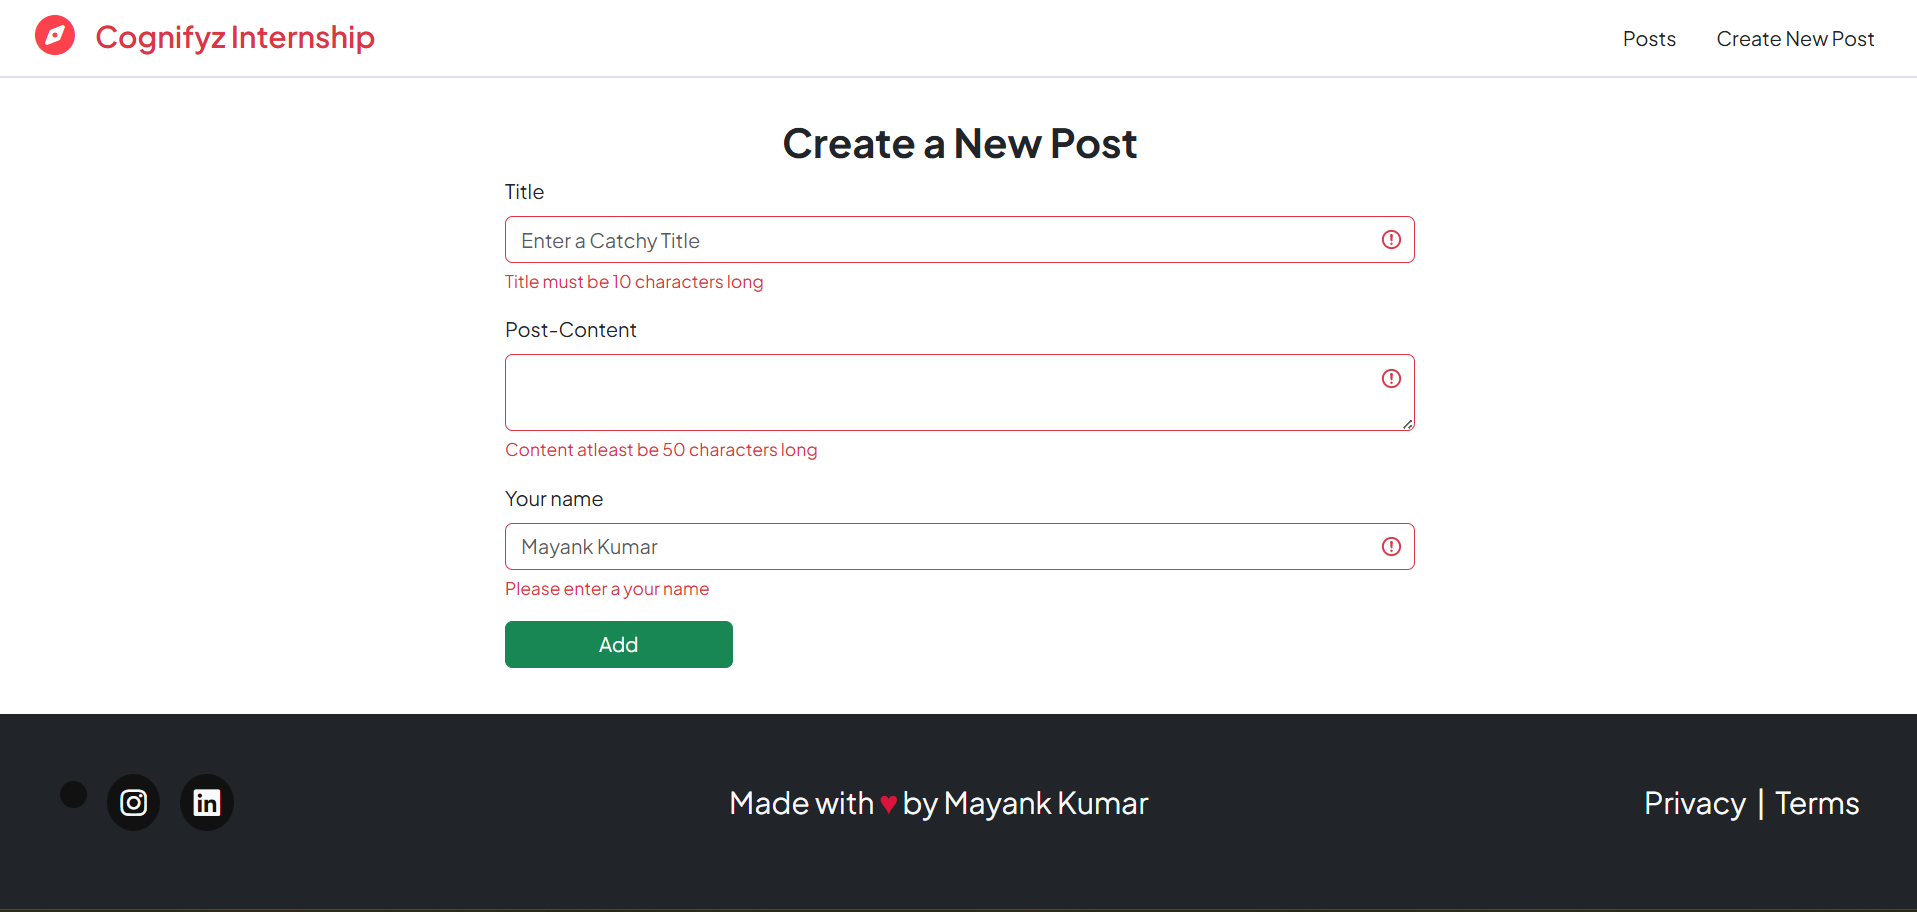 Cognifyz Internship
Posts
Create New Post
Create a New Post
Title
Enter a Catchy Title
Title must be 10 characters long
Post-Content
Content atleast be 50 characters long
Your name
Mayank Kumar
Please enter a your name
Add
in
Made with ♥ by Mayank Kumar
Privacy | Terms